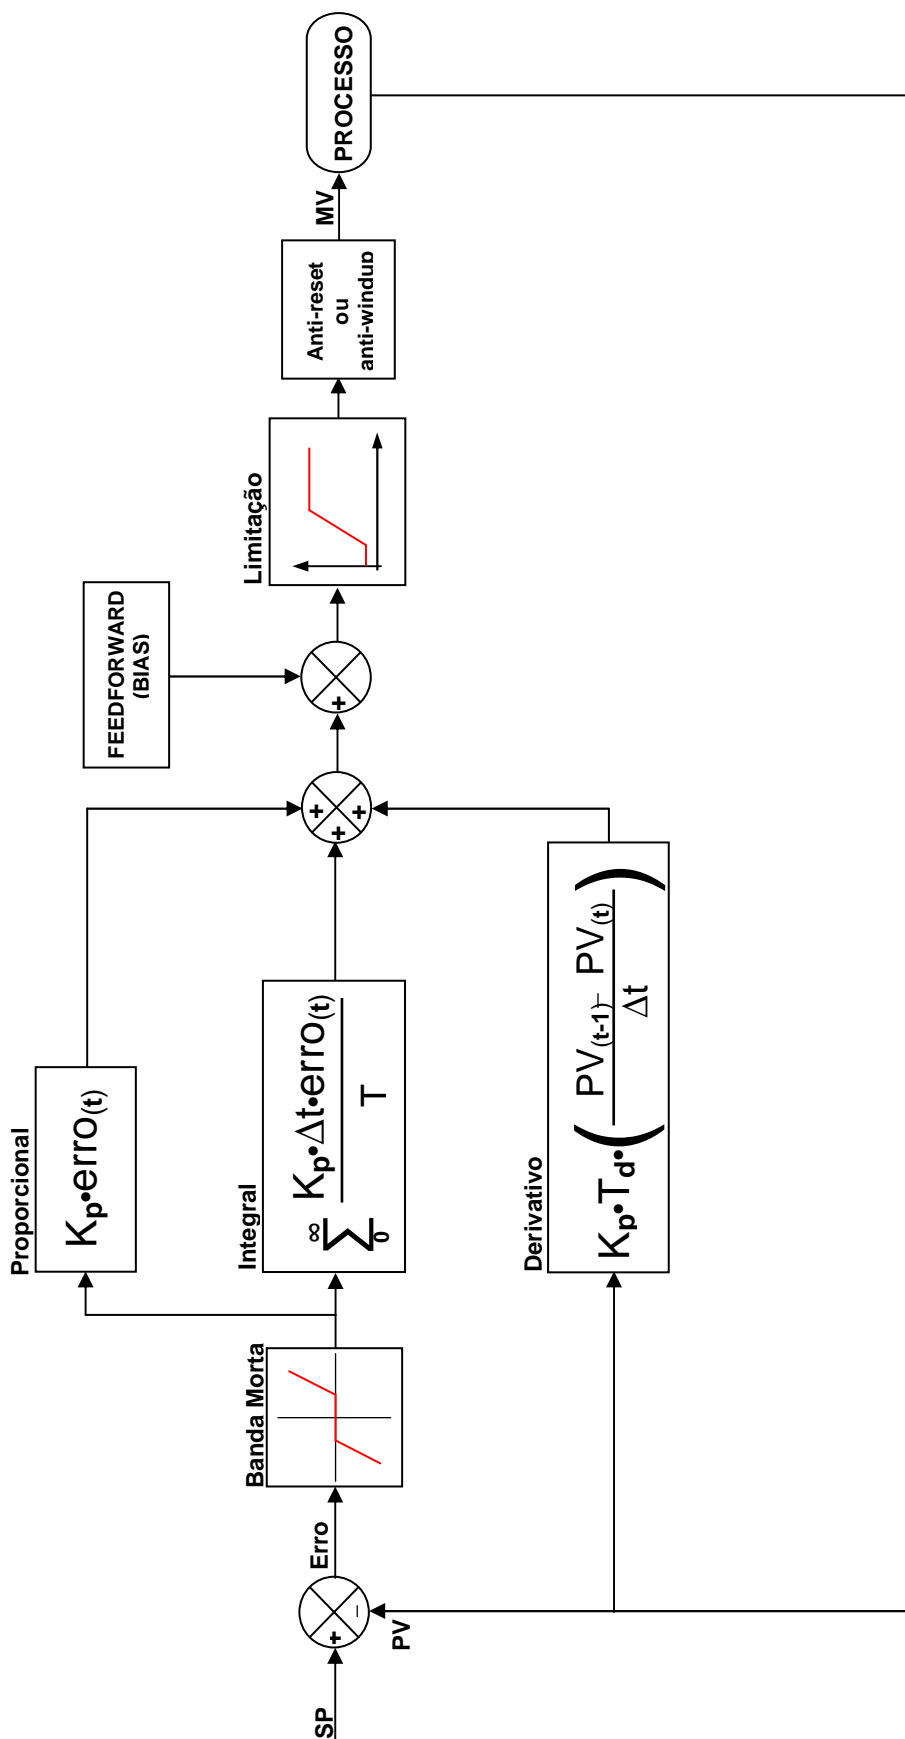 SP
+
−
PV
Erro
Banda Morta
Proporcional
Kp•erro(t)
Integral
∞
∑
0
Kp•Δt•erro(t)
T
Derivativo
Kp•Td•
(
PV(t-1)− PV(t)
Δt
)
+
+
+
FEEDFORWARD
(BIAS)
+
Limitação
Anti-reset
ou
anti-windup
MV
PROCESSO